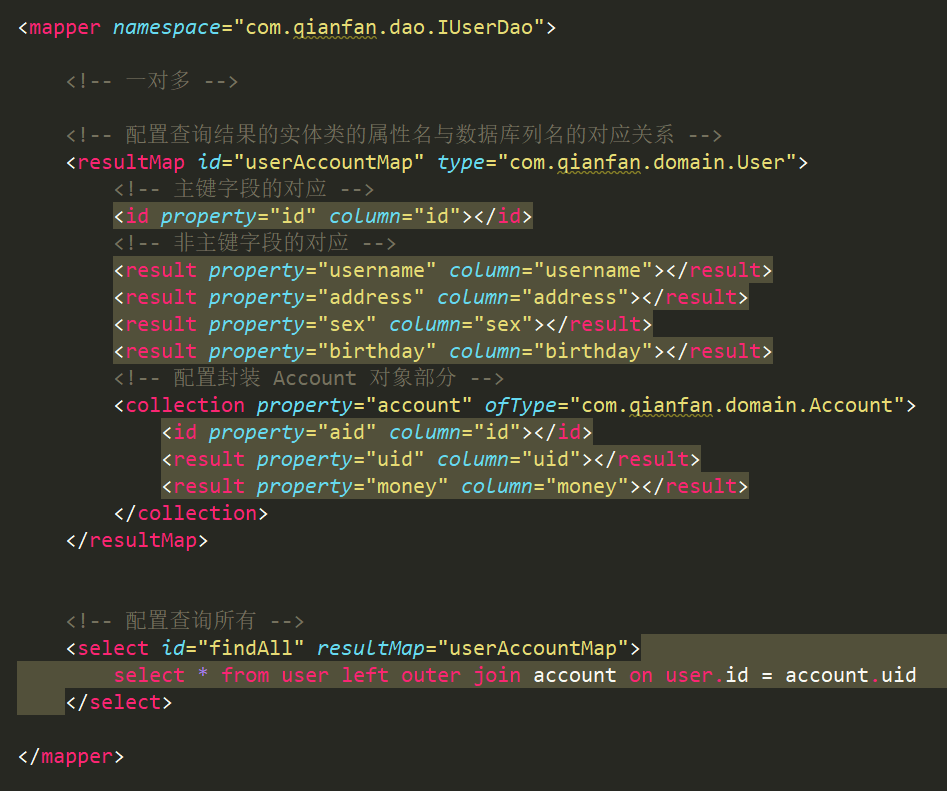 <mapper namespace="com.qianfan.dao.IUserDao">
<!-- 一对多 -->
<!-- 配置查询结果的实体类的属性名与数据库列名的对应关系 -->
<resultMap id="userAccountMap" type="com.qianfan.domain.User">
<!-- 主键字段的对应 -->
<id property="id" column="id"></id>
<!-- 非主键字段的对应 -->
<result property="username" column="username"></result>
<result property="address" column="address"></result>
<result property="sex" column="sex"></result>
<result property="birthday" column="birthday"></result>
<!-- 配置封装 Account 对象部分 -->
<collection property="account" ofType="com.qianfan.domain.Account">
<id property="aid" column="id"></id>
<result property="uid" column="uid"></result>
<result property="money" column="money"></result>
</collection>
</resultMap>
<!-- 配置查询所有 -->
<select id="findAll" resultMap="userAccountMap">
select * from user left outer join account on user.id = account.uid
</select>
</mapper>